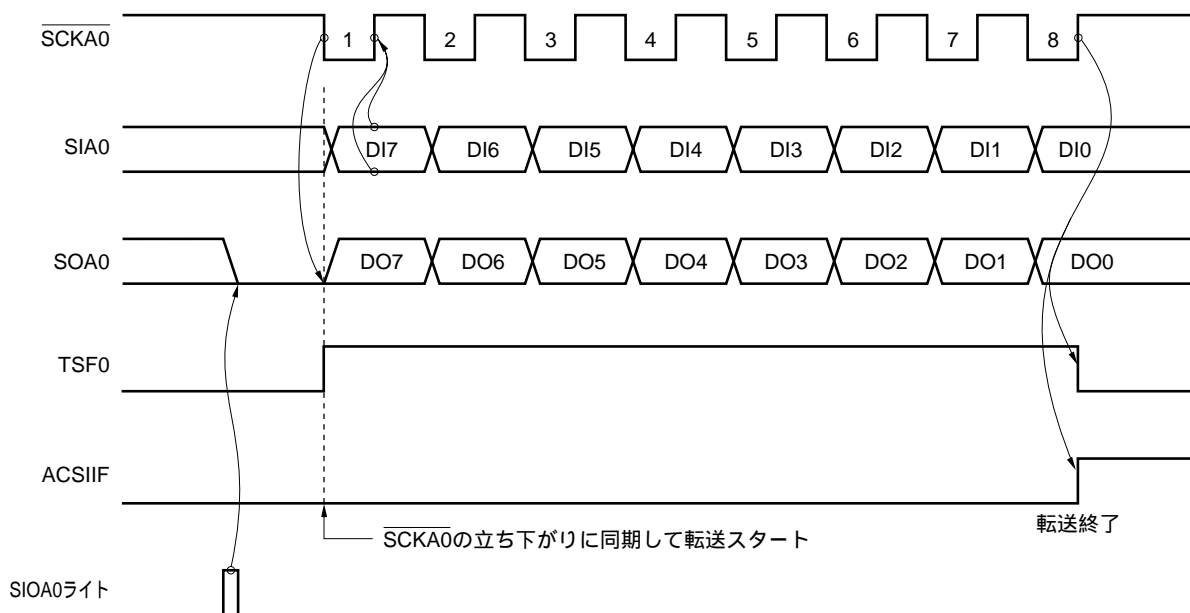 SCKA0
1 2 3 4 5 6 7 8
SIA0
DI7 DI6 DI5 DI4 DI3 DI2 DI1 DI0
SOA0
DO7 DO6 DO5 DO4 DO3 DO2 DO1 DO0
TSF0
ACSIIF
転送終了
SCKA0の立ち下がりに同期して転送スタート
SIOA0ライト